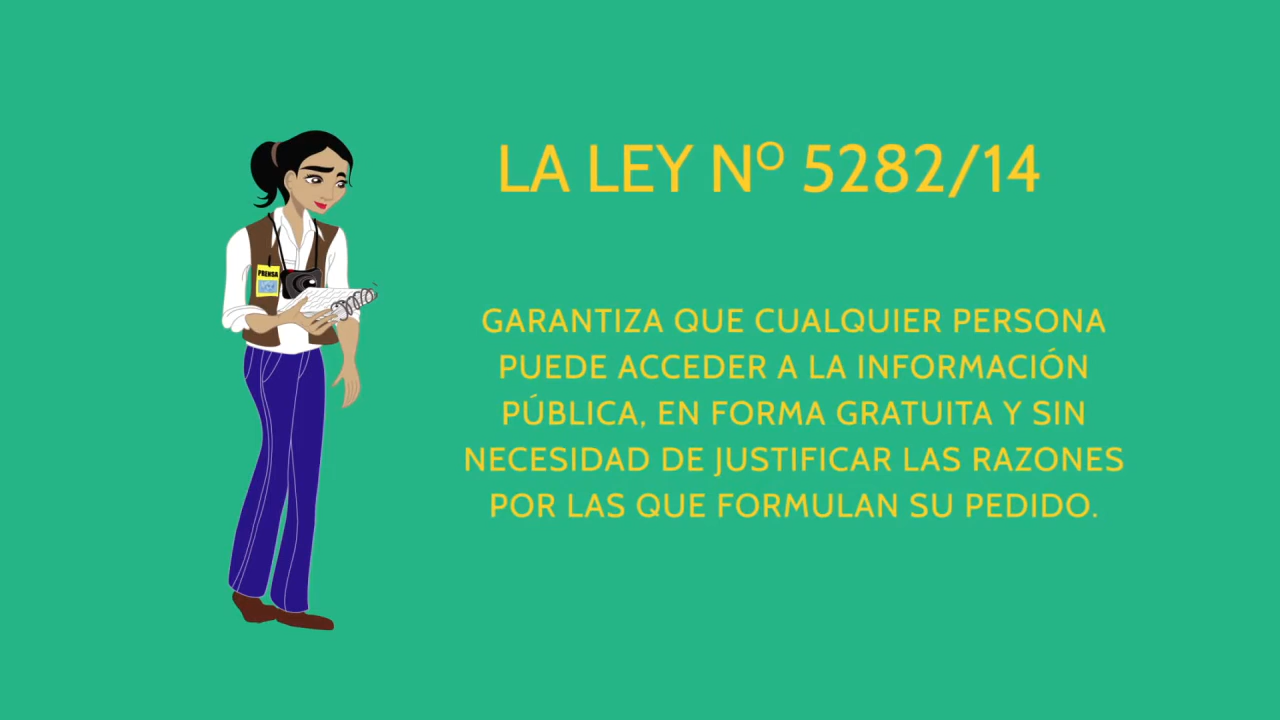 LA LEY Nº 5282/14
PRENSA
GARANTIZA QUE CUALQUIER PERSONA
PUEDE ACCEDER A LA INFORMACIÓN
PÚBLICA, EN FORMA GRATUITA Y SIN
NECESIDAD DE JUSTIFICAR LAS RAZONES
POR LAS QUE FORMULAN SU PEDIDO.